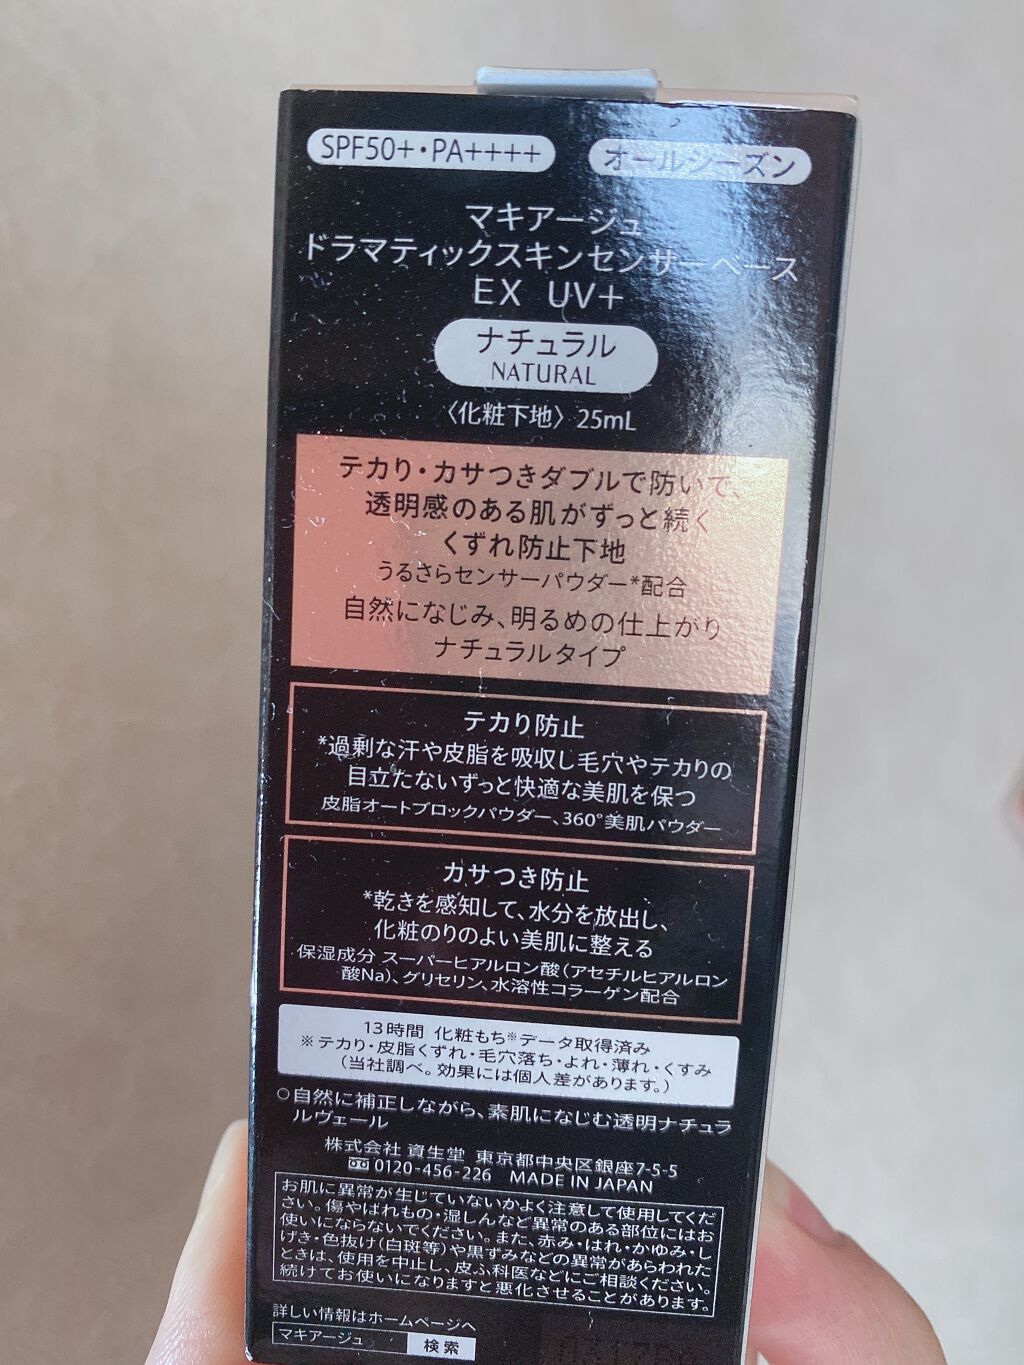 SPF50+・PA++++
オールシーズン
マキアージュ
ドラマティックスキンセンサーベース
EX UV+
ナチュラル
NATURAL
〈化粧下地〉25mL
テカり・カサつきダブルで防いで、
透明感のある肌がずっと続く
くずれ防止下地
うるさらセンサーパウダー*配合
自然になじみ、明るめの仕上がり
ナチュラルタイプ
テカり防止
*過剰な汗や皮脂を吸収し毛穴やテカりの
目立たないずっと快適な美肌を保つ
皮脂オートブロックパウダー、360°美肌パウダー
カサつき防止
*乾きを感知して、水分を放出し、
化粧のりのよい美肌に整える
保湿成分 スーパーヒアルロン酸（アセチルヒアルロン
酸Na）、グリセリン、水溶性コラーゲン配合
13時間 化粧もち※データ取得済み
※テカり・皮脂くずれ・毛穴落ち・よれ・薄れ・くすみ
（当社調べ。効果には個人差があります。）
○自然に補正しながら、素肌になじむ透明ナチュラ
ルヴェール
株式会社 資生堂 東京都中央区銀座7-5-5
0120-456-226 MADE IN JAPAN
お肌に異常が生じていないかよく注意して使用してくだ
さい。傷やはれもの・湿しんなど異常のある部位にはお
使いにならないでください。また、赤み・はれ・かゆみ・し
げき・色抜け（白斑等）や黒ずみなどの異常があらわれた
ときは、使用を中止し、皮ふ科医などにご相談ください。
続けてお使いになりますと悪化させることがあります。
詳しい情報はホームページへ
マキアージュ 検索